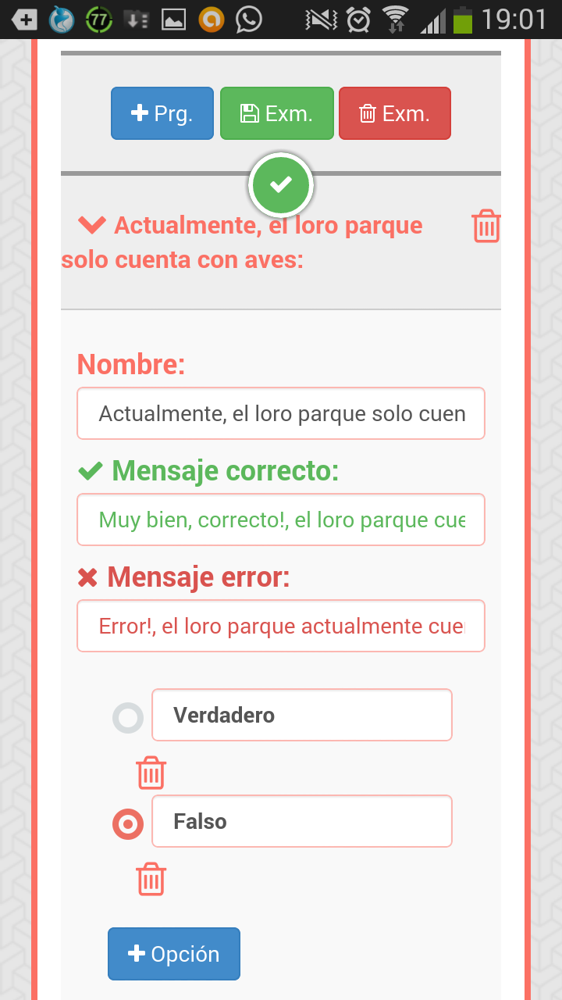 77
19:01
Prg.
Exm.
Exm.
Actualmente, el loro parque
solo cuenta con aves:
Nombre:
Actualmente, el loro parque solo cuen
Mensaje correcto:
Muy bien, correcto!, el loro parque cue
Mensaje error:
Error!, el loro parque actualmente cue
Verdadero
Falso
Opción